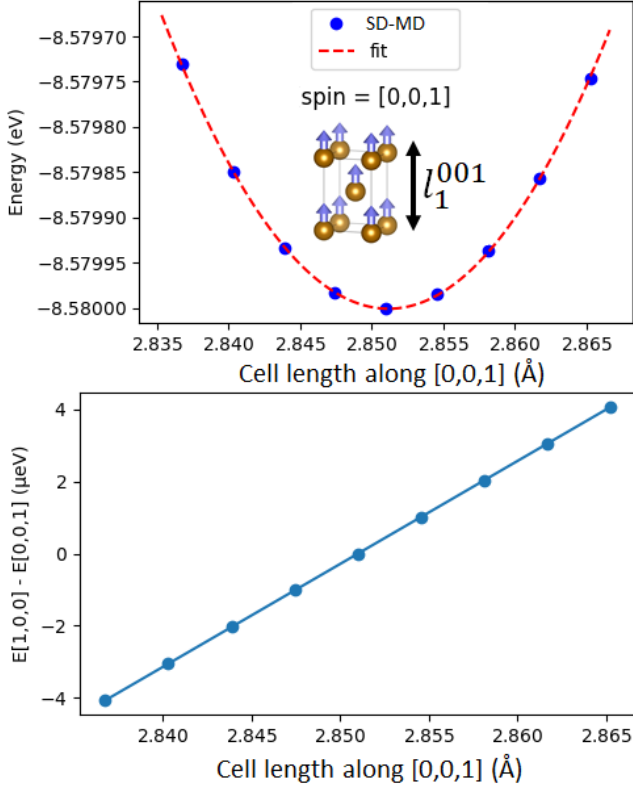 −8.57970
−8.57975
−8.57980
−8.57985
−8.57990
−8.57995
−8.58000
Energy (eV)
SD-MD
fit
spin = [0,0,1]
l₁⁰⁰¹
2.835 2.840 2.845 2.850 2.855 2.860 2.865
Cell length along [0,0,1] (Å)
4
2
0
−2
−4
E[1,0,0] - E[0,0,1] (µeV)
2.840 2.845 2.850 2.855 2.860 2.865
Cell length along [0,0,1] (Å)